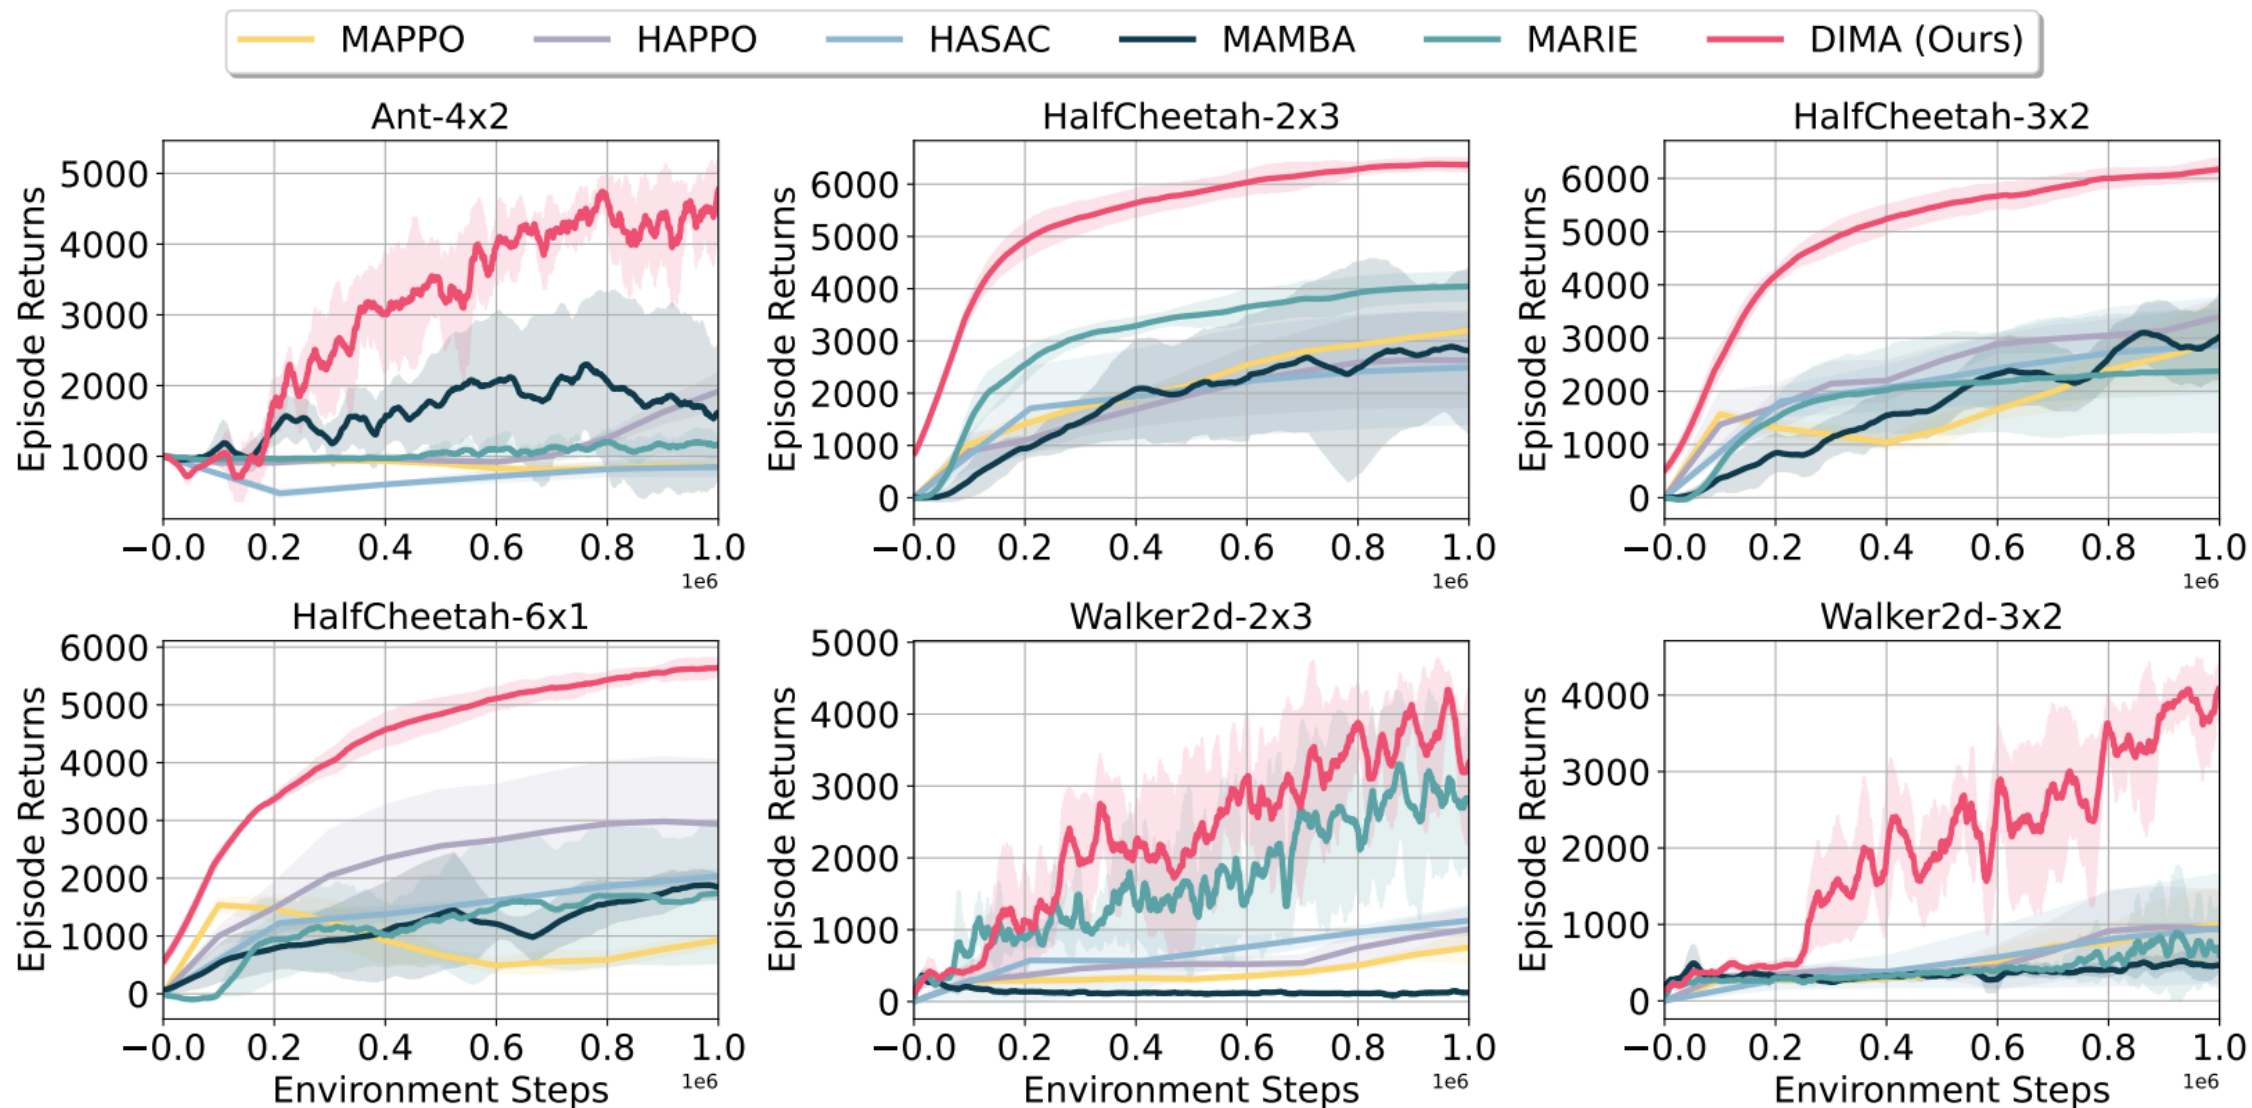 MAPPO HAPPO HASAC MAMBA MARIE DIMA (Ours)
Ant-4x2
Episode Returns
5000
4000
3000
2000
1000
−0.0 0.2 0.4 0.6 0.8 1.0
1e6
HalfCheetah-2x3
Episode Returns
6000
5000
4000
3000
2000
1000
0
−0.0 0.2 0.4 0.6 0.8 1.0
1e6
HalfCheetah-3x2
Episode Returns
6000
5000
4000
3000
2000
1000
0
−0.0 0.2 0.4 0.6 0.8 1.0
1e6
HalfCheetah-6x1
Episode Returns
6000
5000
4000
3000
2000
1000
0
−0.0 0.2 0.4 0.6 0.8 1.0
1e6
Environment Steps
Walker2d-2x3
Episode Returns
5000
4000
3000
2000
1000
0
−0.0 0.2 0.4 0.6 0.8 1.0
1e6
Environment Steps
Walker2d-3x2
Episode Returns
4000
3000
2000
1000
0
−0.0 0.2 0.4 0.6 0.8 1.0
1e6
Environment Steps